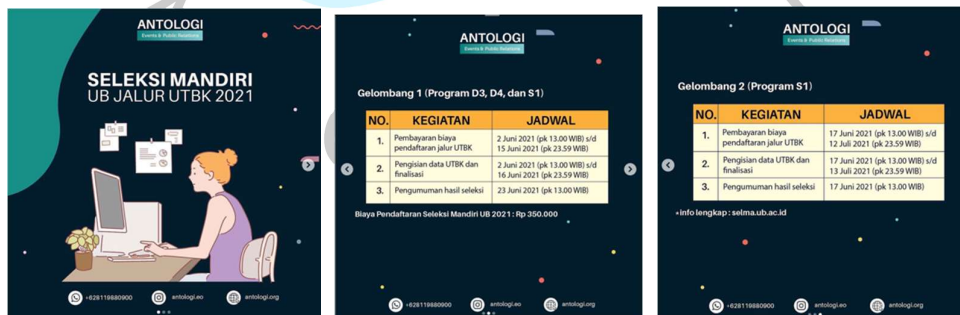 ANTOLOGI
Events & Public Relations
SELEKSI MANDIRI
UB JALUR UTBK 2021
+628119880900 antologi.eo antologi.org
ANTOLOGI
Events & Public Relations
Gelombang 1 (Program D3, D4, dan S1)
NO. KEGIATAN JADWAL
1. Pembayaran biaya pendaftaran jalur UTBK 2 Juni 2021 (pk 13.00 WIB) s/d 15 Juni 2021 (pk 23.59 WIB)
2. Pengisian data UTBK dan finalisasi 2 Juni 2021 (pk 13.00 WIB) s/d 16 Juni 2021 (pk 23.59 WIB)
3. Pengumuman hasil seleksi 23 Juni 2021 (pk 13.00 WIB)
Biaya Pendaftaran Seleksi Mandiri UB 2021 : Rp 350.000
+628119880900 antologi.eo antologi.org
ANTOLOGI
Events & Public Relations
Gelombang 2 (Program S1)
NO. KEGIATAN JADWAL
1. Pembayaran biaya pendaftaran jalur UTBK 17 Juni 2021 (pk 13.00 WIB) s/d 12 Juli 2021 (pk 23.59 WIB)
2. Pengisian data UTBK dan finalisasi 17 Juni 2021 (pk 13.00 WIB) s/d 13 Juli 2021 (pk 23.59 WIB)
3. Pengumuman hasil seleksi 17 Juni 2021 (pk 13.00 WIB)
*info lengkap : selma.ub.ac.id
+628119880900 antologi.eo antologi.org